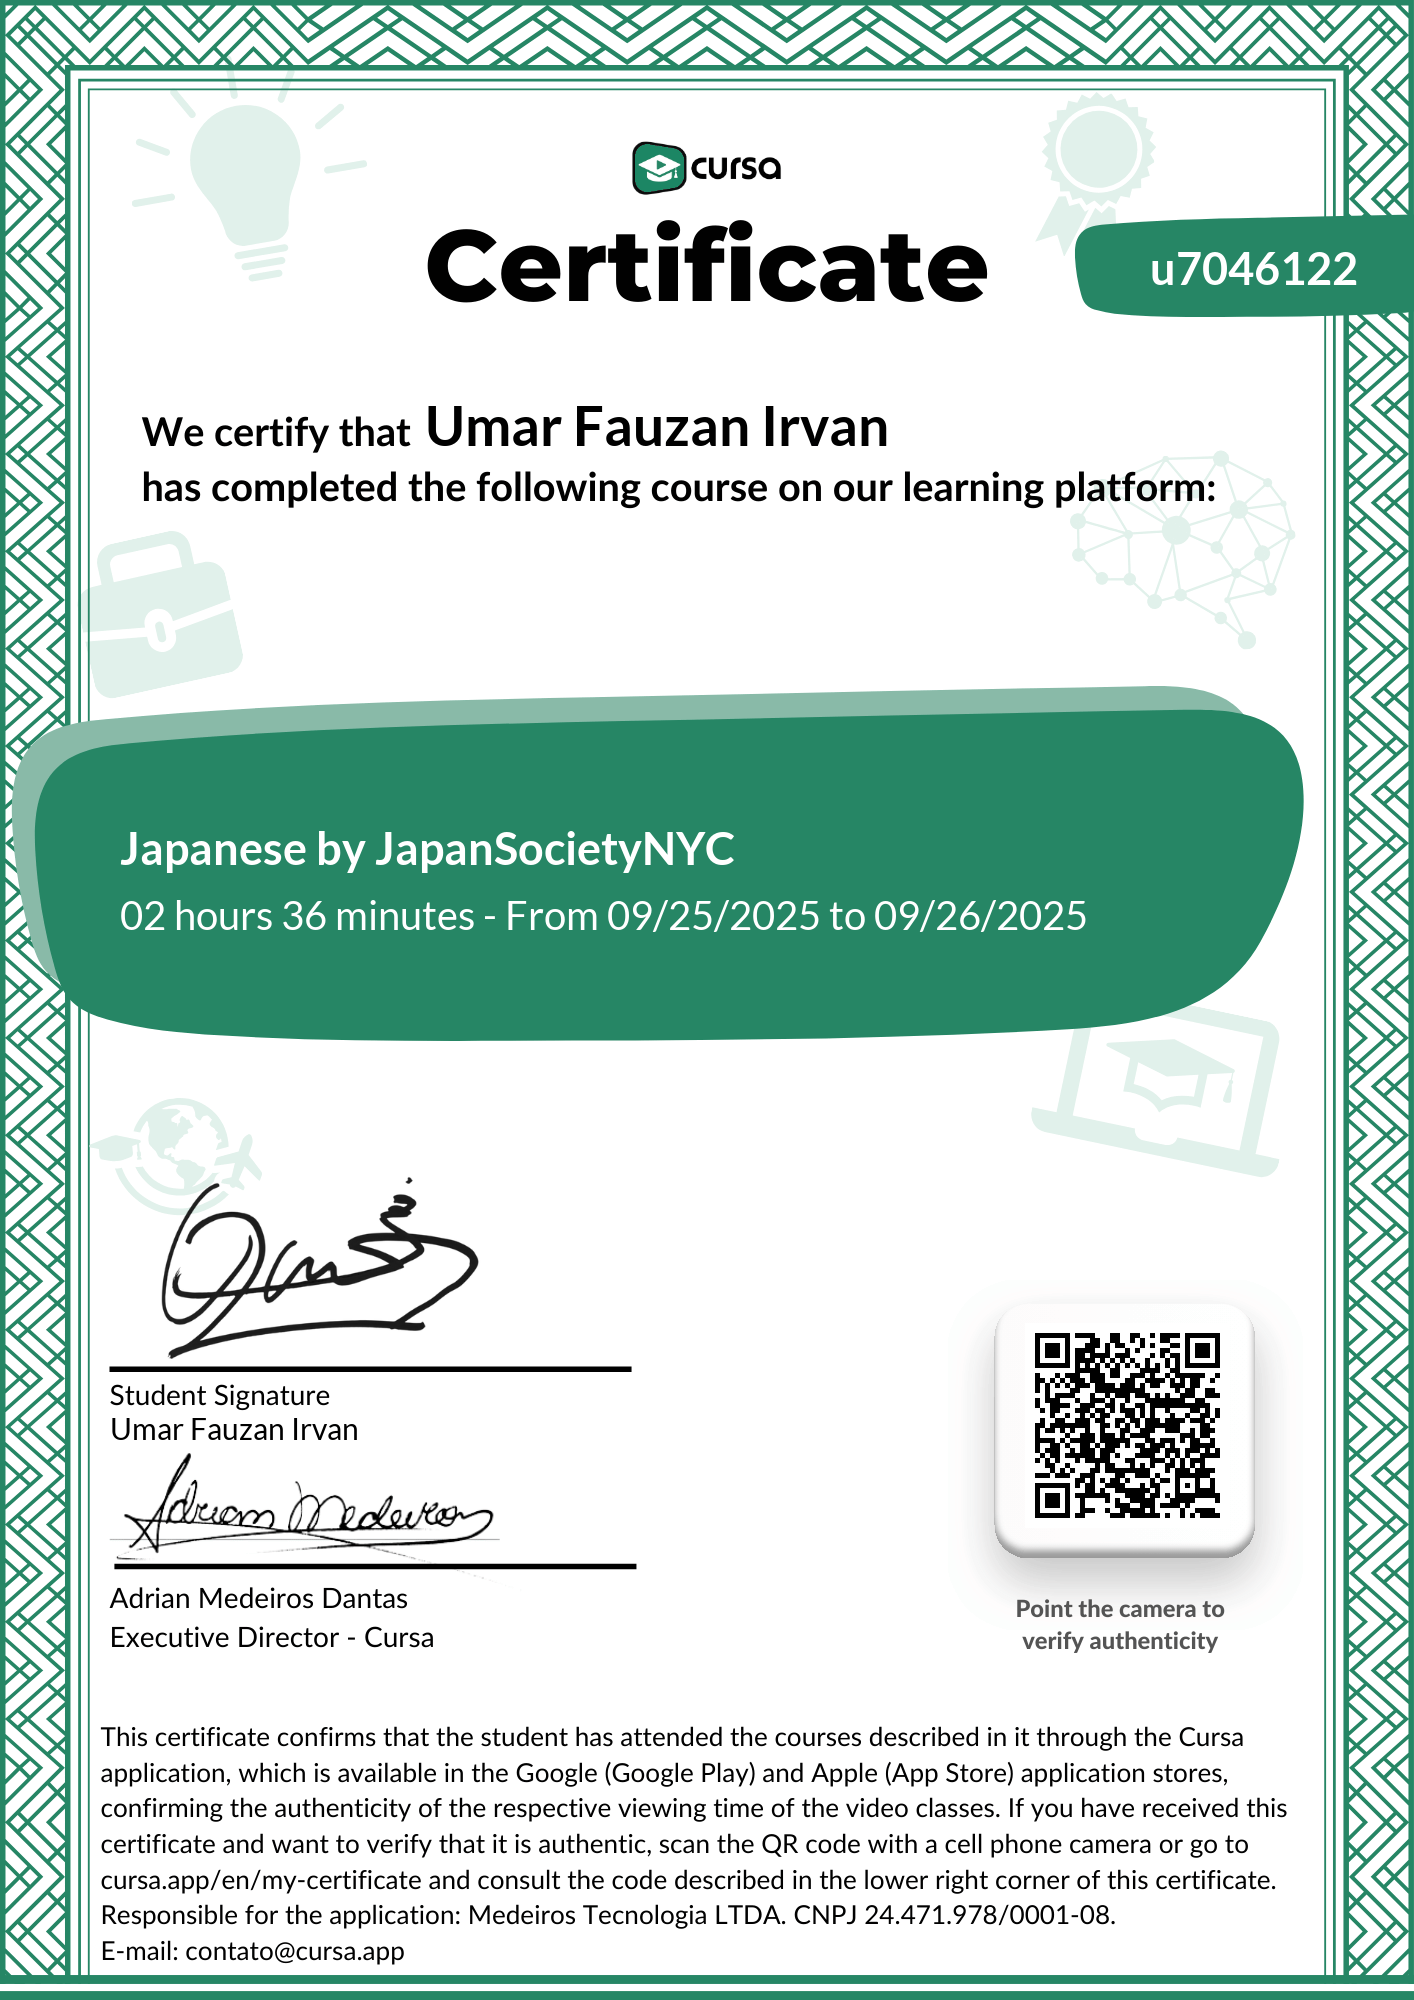 cursa
Certificate
u7046122
We certify that Umar Fauzan Irvan
has completed the following course on our learning platform:
Japanese by JapanSocietyNYC
02 hours 36 minutes - From 09/25/2025 to 09/26/2025
Student Signature
Umar Fauzan Irvan
Adrian Medeiros
Adrian Medeiros Dantas
Executive Director - Cursa
Point the camera to
verify authenticity
This certificate confirms that the student has attended the courses described in it through the Cursa
application, which is available in the Google (Google Play) and Apple (App Store) application stores,
confirming the authenticity of the respective viewing time of the video classes. If you have received this
certificate and want to verify that it is authentic, scan the QR code with a cell phone camera or go to
cursa.app/en/my-certificate and consult the code described in the lower right corner of this certificate.
Responsible for the application: Medeiros Tecnologia LTDA. CNPJ 24.471.978/0001-08.
E-mail: contato@cursa.app